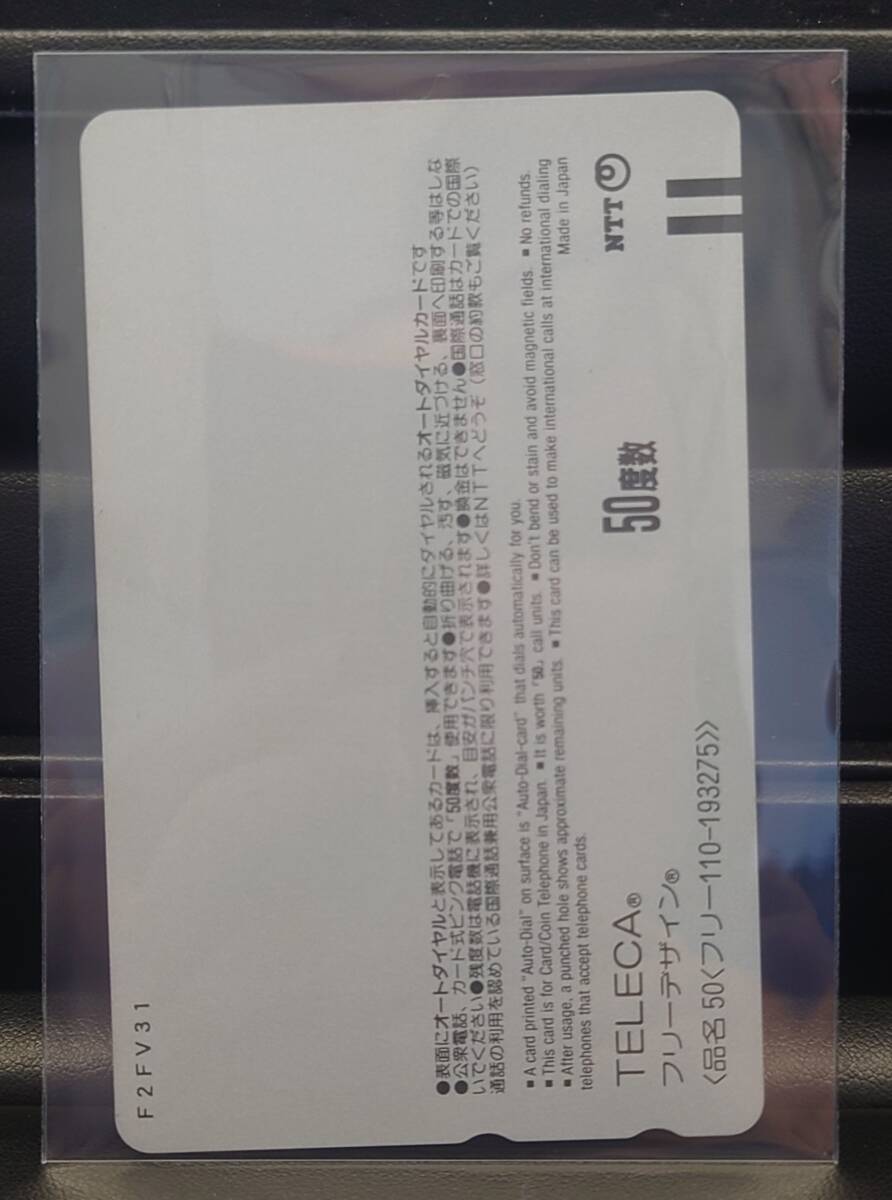 F2FV31
●表面にオートダイヤルと表示してあるカードは、挿入すると自動的にダイヤルされるオートダイヤルカードです
●公衆電話、カード式ピンク電話で「50度数」使用できます●折り曲げる、汚す、磁気に近づける、裏面へ印刷する等はしな
いでください●残度数は電話機に表示され、目安がパンチ穴で表示されます●換金はできません●国際通話はカードでの国際
通話の利用を認めている国際通話兼用公衆電話に限り利用できます●詳しくはNTTへどうぞ（窓口の約款もご覧ください）
■ A card printed "Auto-Dial" on surface is "Auto-Dial-card" that dials automatically for you.
■ This card is for Card/Coin Telephone in Japan. ■ It is worth「50」call units. ■ Don't bend or stain and avoid magnetic fields. ■ No refunds.
■ After usage, a punched hole shows approximate remaining units. ■ This card can be used to make international calls at international dialing
telephones that accept telephone cards. Made in Japan
TELECA® 50度数 NTT
フリーデザイン®
〈品名 50〈フリー110-193275〉〉